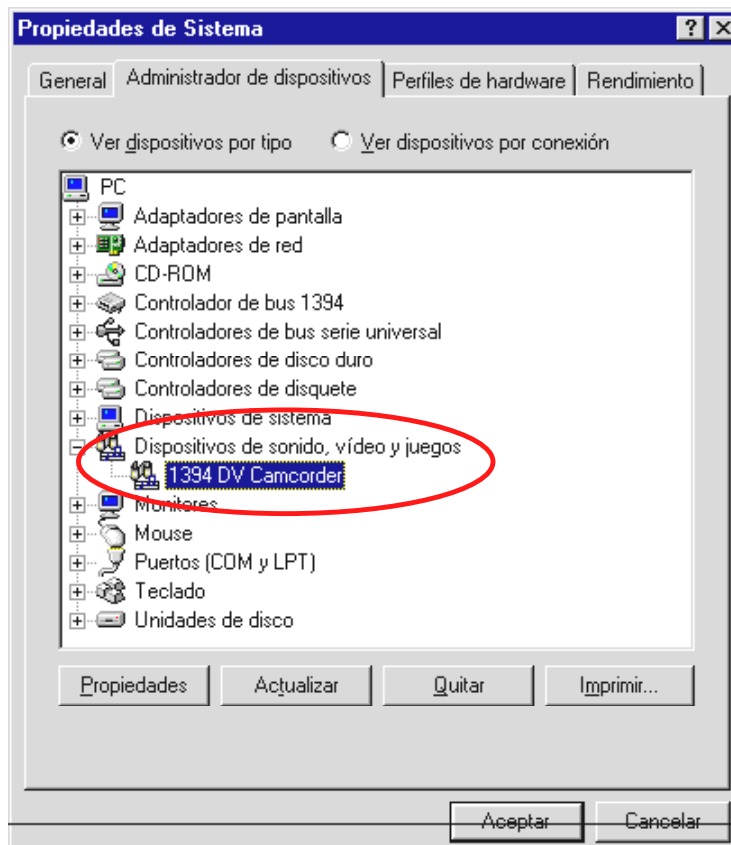 Propiedades de Sistema
General Administrador de dispositivos Perfiles de hardware Rendimiento
Ver dispositivos por tipo Ver dispositivos por conexión
PC
Adaptadores de pantalla
Adaptadores de red
CD-ROM
Controlador de bus 1394
Controladores de bus serie universal
Controladores de disco duro
Controladores de disquete
Dispositivos de sistema
Dispositivos de sonido, vídeo y juegos
1394 DV Camcorder
Monitores
Mouse
Puertos (COM y LPT)
Teclado
Unidades de disco
Propiedades Actualizar Quitar Imprimir...
Aceptar Cancelar